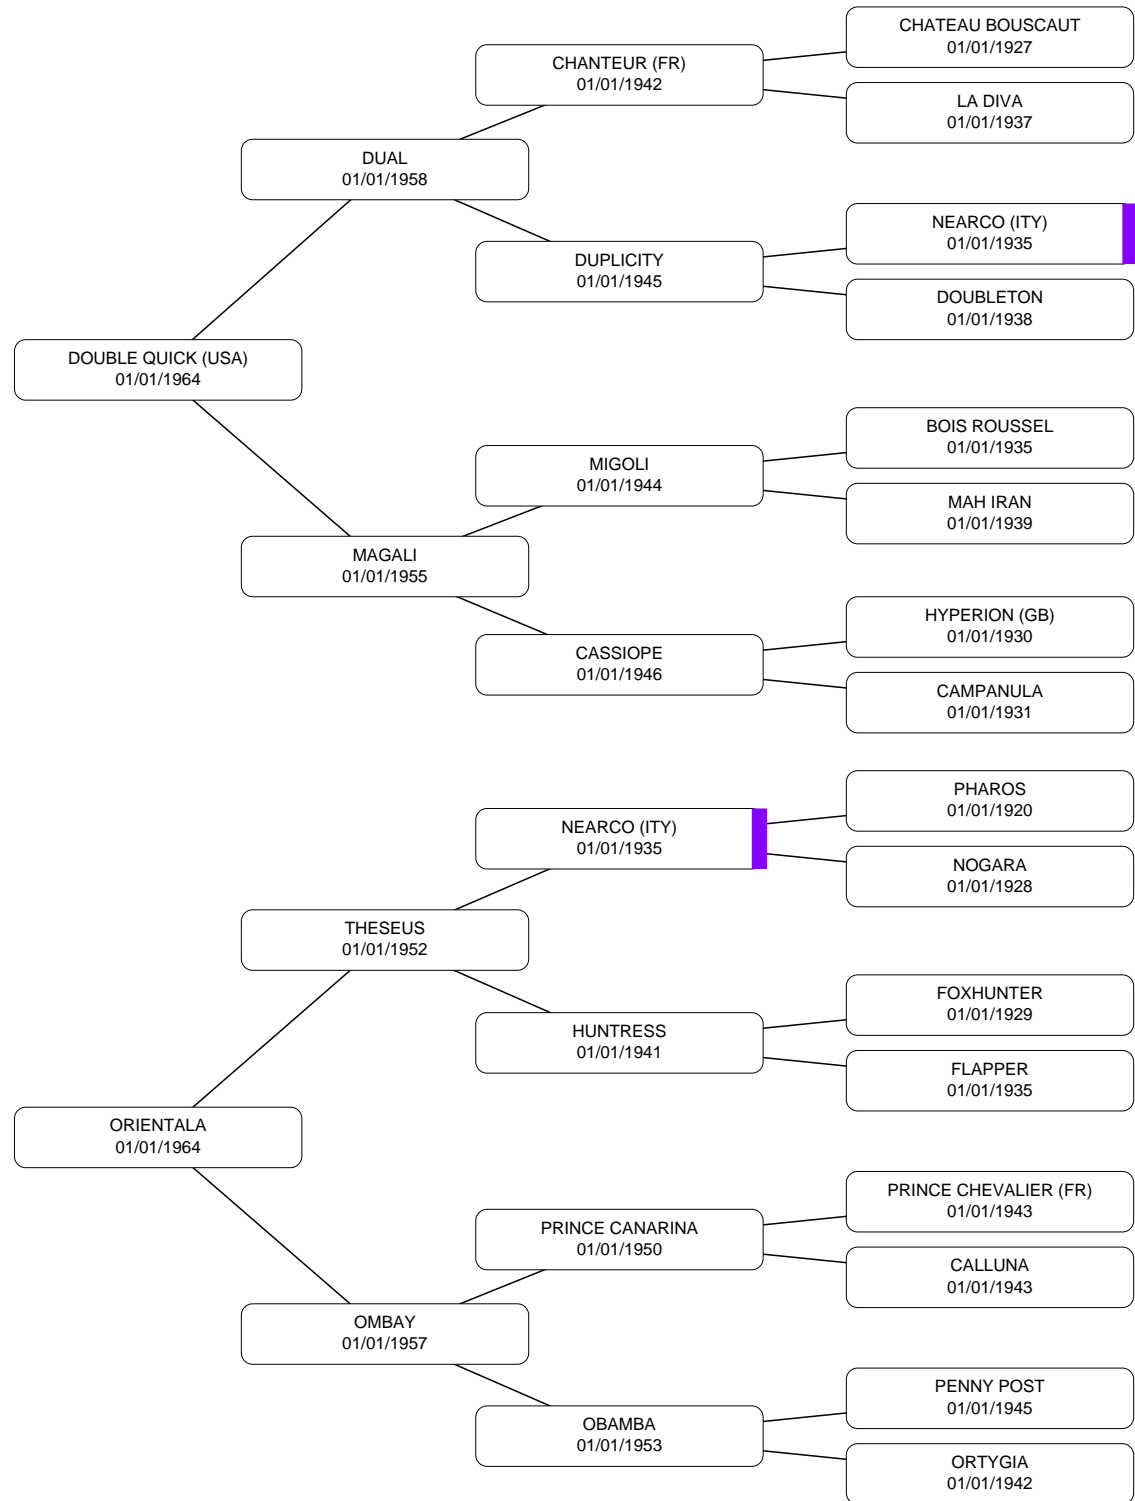 CHATEAU BOUSCAUT
01/01/1927
CHANTEUR (FR)
01/01/1942
LA DIVA
01/01/1937
DUAL
01/01/1958
NEARCO (ITY)
01/01/1935
DUPLICITY
01/01/1945
DOUBLETON
01/01/1938
DOUBLE QUICK (USA)
01/01/1964
BOIS ROUSSEL
01/01/1935
MIGOLI
01/01/1944
MAH IRAN
01/01/1939
MAGALI
01/01/1955
HYPERION (GB)
01/01/1930
CASSIOPE
01/01/1946
CAMPANULA
01/01/1931
PHAROS
01/01/1920
NEARCO (ITY)
01/01/1935
NOGARA
01/01/1928
THESEUS
01/01/1952
FOXHUNTER
01/01/1929
HUNTRESS
01/01/1941
FLAPPER
01/01/1935
ORIENTALA
01/01/1964
PRINCE CHEVALIER (FR)
01/01/1943
PRINCE CANARINA
01/01/1950
CALLUNA
01/01/1943
OMBAY
01/01/1957
PENNY POST
01/01/1945
OBAMBA
01/01/1953
ORTYGIA
01/01/1942